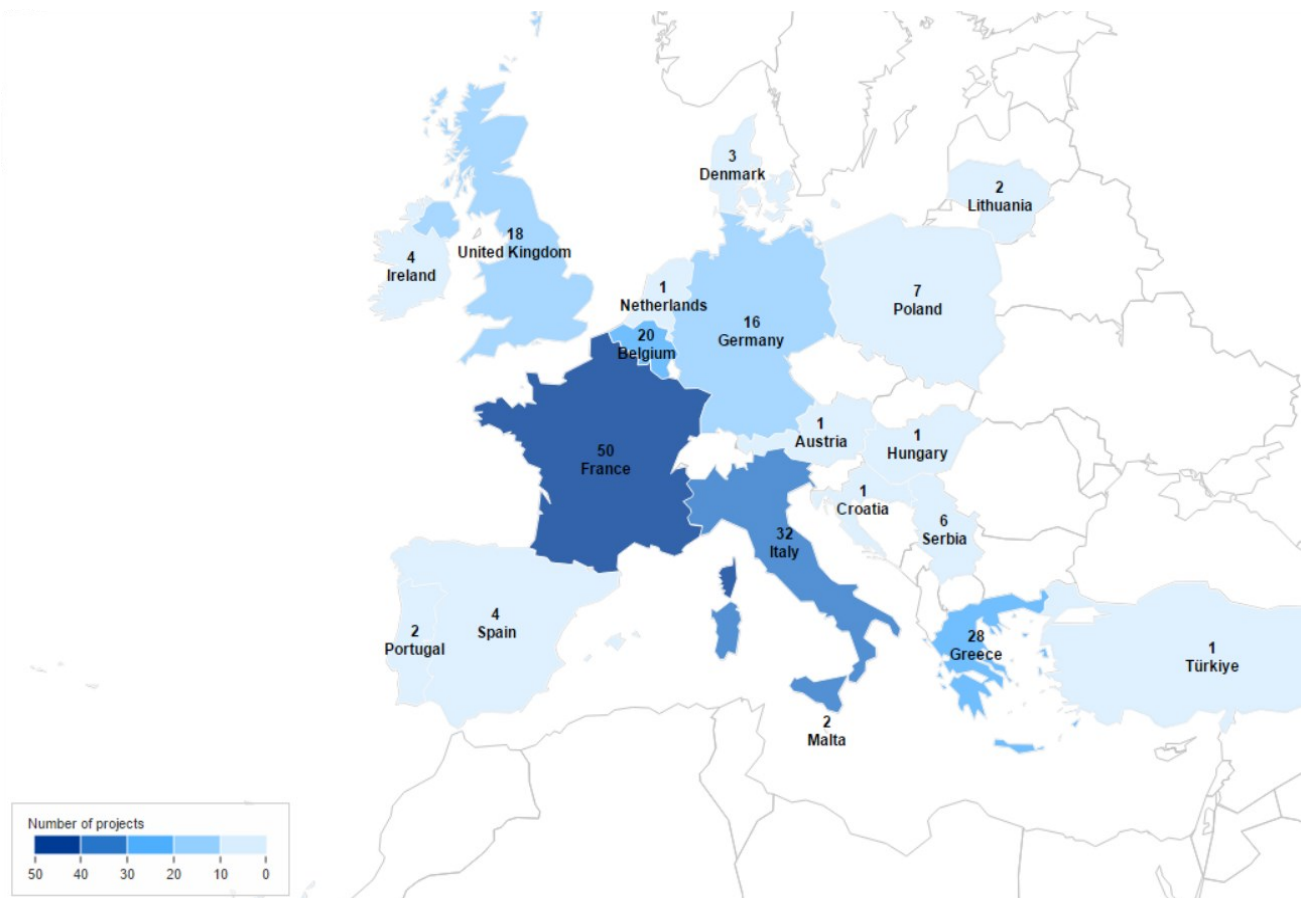 3
Denmark
2
Lithuania
18
United Kingdom
4
Ireland
1
Netherlands
7
Poland
20
Belgium
16
Germany
1
Austria
1
Hungary
50
France
1
Croatia
6
Serbia
32
Italy
4
Spain
2
Portugal
28
Greece
1
Türkiye
2
Malta
Number of projects
50 40 30 20 10 0